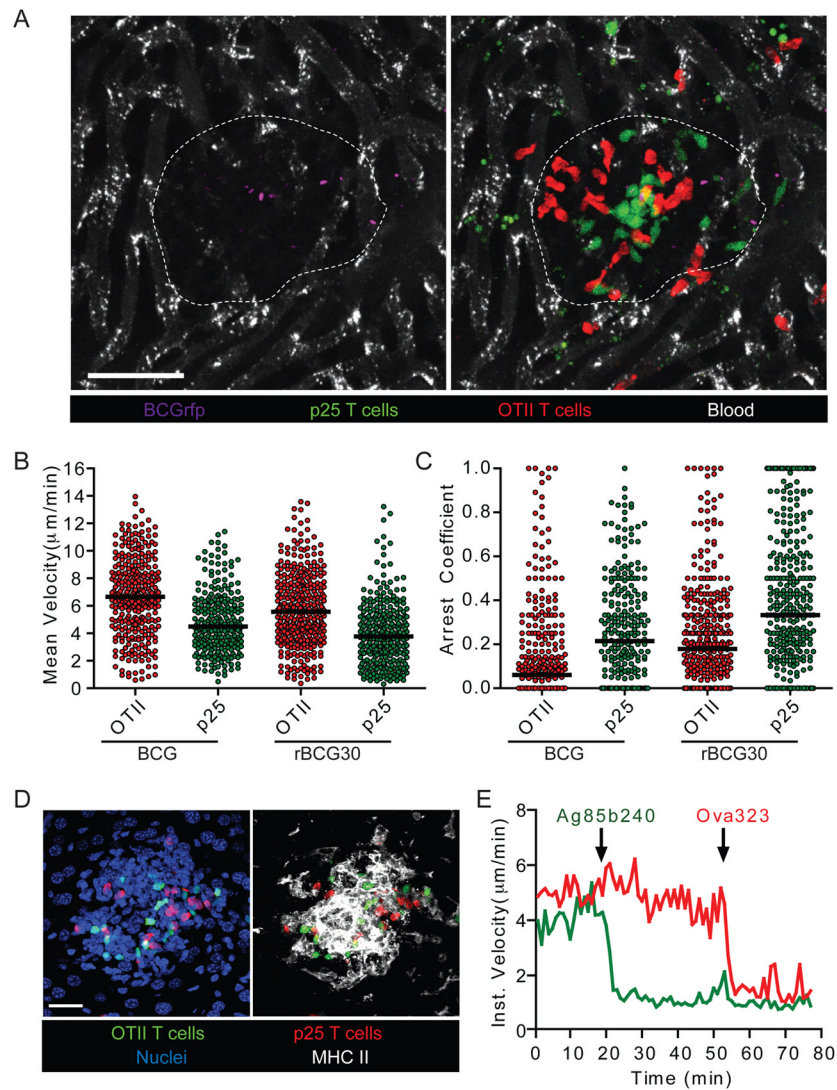 A
BCGrfp p25 T cells OTII T cells Blood
B
Mean Velocity(μm/min)
16
14
12
10
8
6
4
2
0
OTII p25 OTII p25
BCG rBCG30
C
Arrest Coefficient
1.0
0.8
0.6
0.4
0.2
0.0
OTII p25 OTII p25
BCG rBCG30
D
OTII T cells p25 T cells
Nuclei MHC II
E
Ag85b240 Ova323
Inst. Velocity(μm/min)
8
6
4
2
0
0 10 20 30 40 50 60 70 80
Time (min)